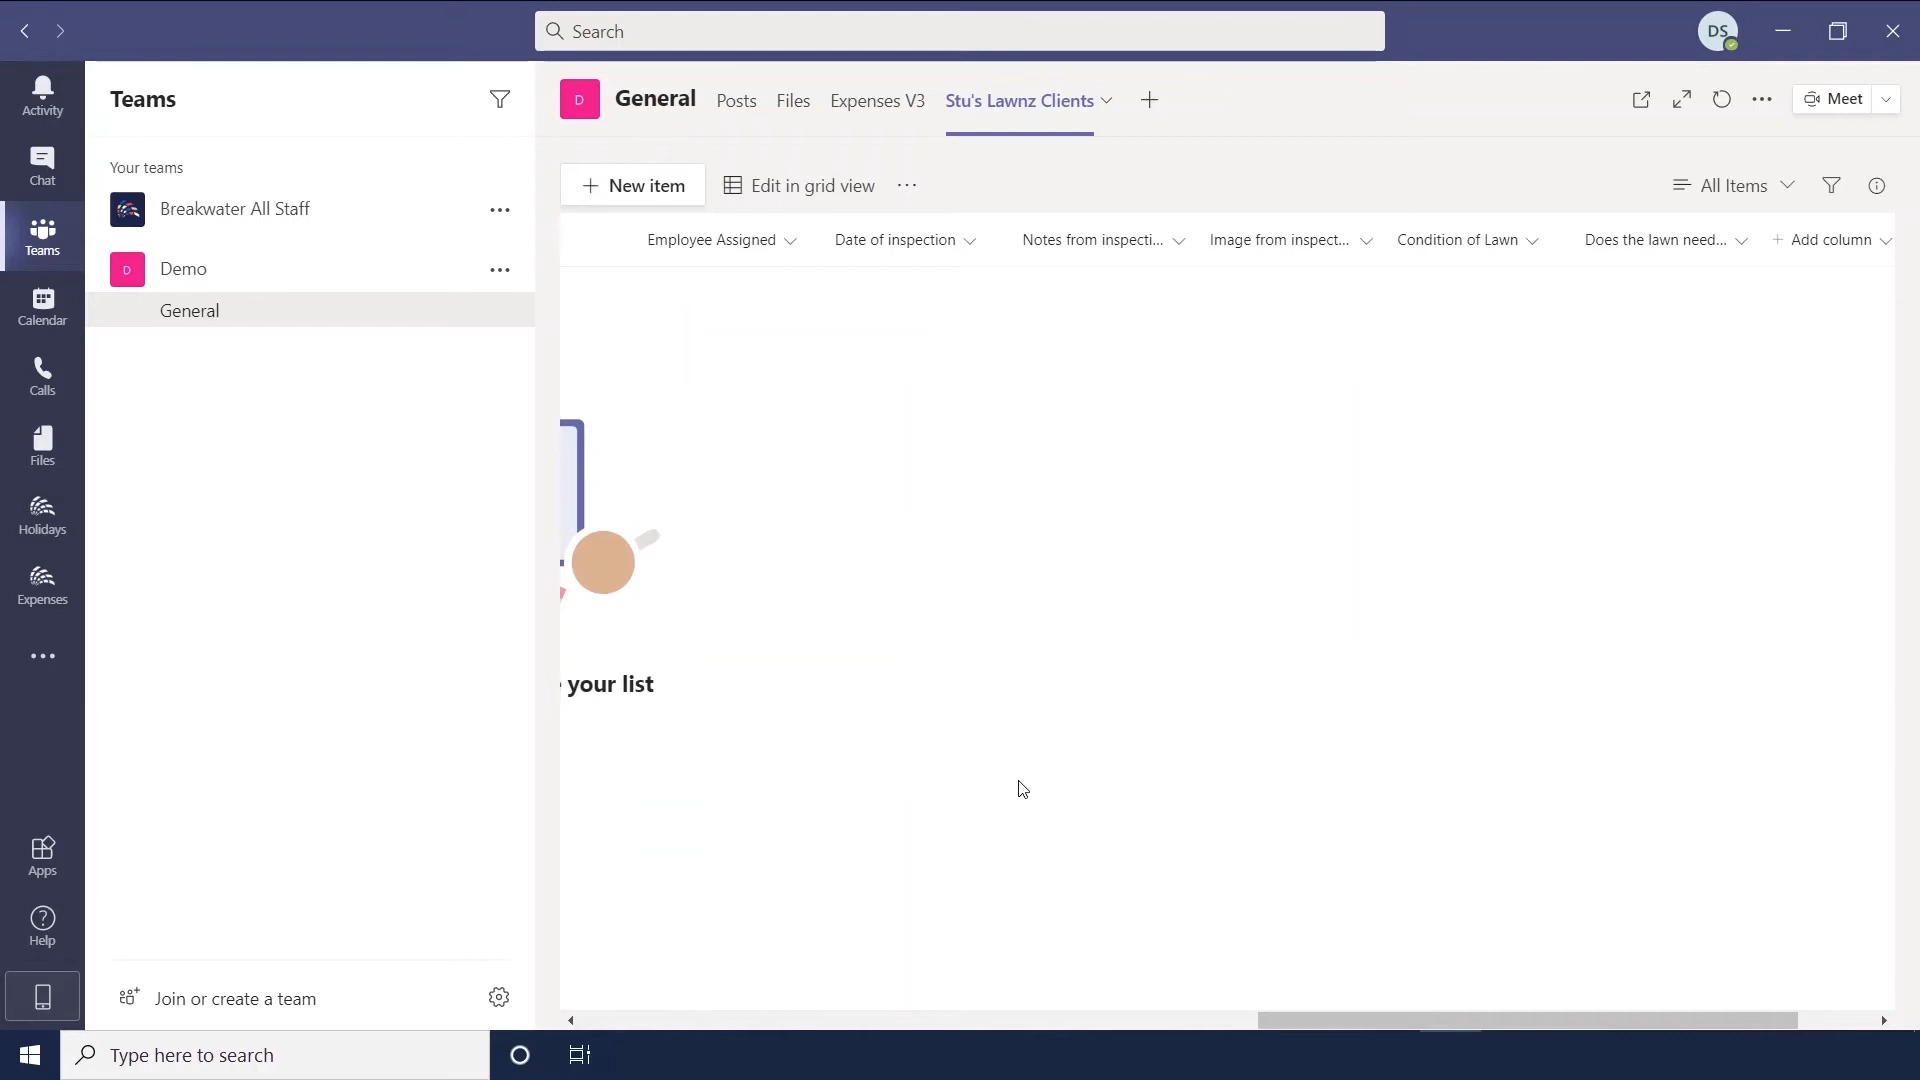 Search
DS
Activity
Chat
Teams
Calendar
Calls
Files
Holidays
Expenses
Apps
Help
Teams
Your teams
Breakwater All Staff
D
Demo
General
Join or create a team
D
General
Posts
Files
Expenses V3
Stu's Lawnz Clients
Meet
New item
Edit in grid view
All Items
Employee Assigned
Date of inspection
Notes from inspecti...
Image from inspect...
Condition of Lawn
Does the lawn need...
Add column
your list
Type here to search